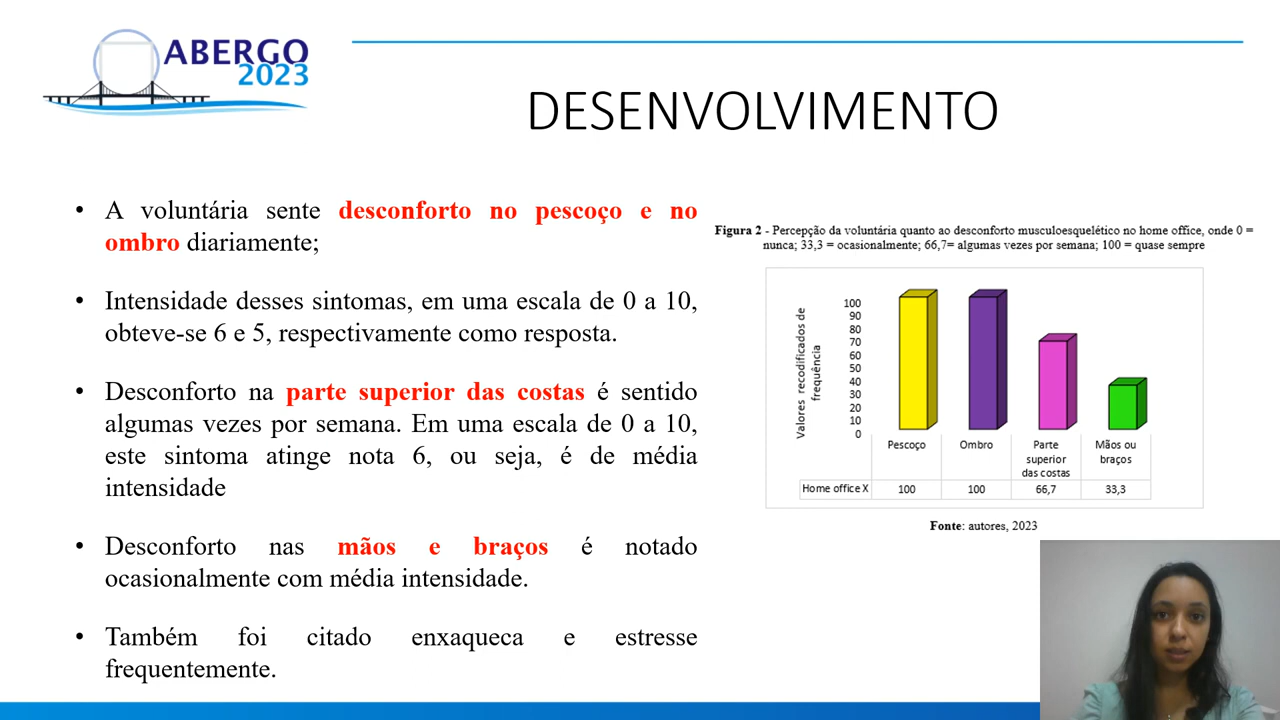 ABERGO
2023
DESENVOLVIMENTO
• A voluntária sente desconforto no pescoço e no
ombro diariamente;
• Intensidade desses sintomas, em uma escala de 0 a 10,
obteve-se 6 e 5, respectivamente como resposta.
• Desconforto na parte superior das costas é sentido
algumas vezes por semana. Em uma escala de 0 a 10,
este sintoma atinge nota 6, ou seja, é de média
intensidade
• Desconforto nas mãos e braços é notado
ocasionalmente com média intensidade.
• Também foi citado enxaqueca e estresse
frequentemente.
Figura 2 - Percepção da voluntária quanto ao desconforto musculoesquelético no home office, onde 0 =
nunca; 33,3 = ocasionalmente; 66,7= algumas vezes por semana; 100 = quase sempre
Valores recodificados de
frequência
100
90
80
70
60
50
40
30
20
10
0
Pescoço
Ombro
Parte
superior
das costas
Mãos ou
braços
Home office X 100 100 66,7 33,3
Fonte: autores, 2023